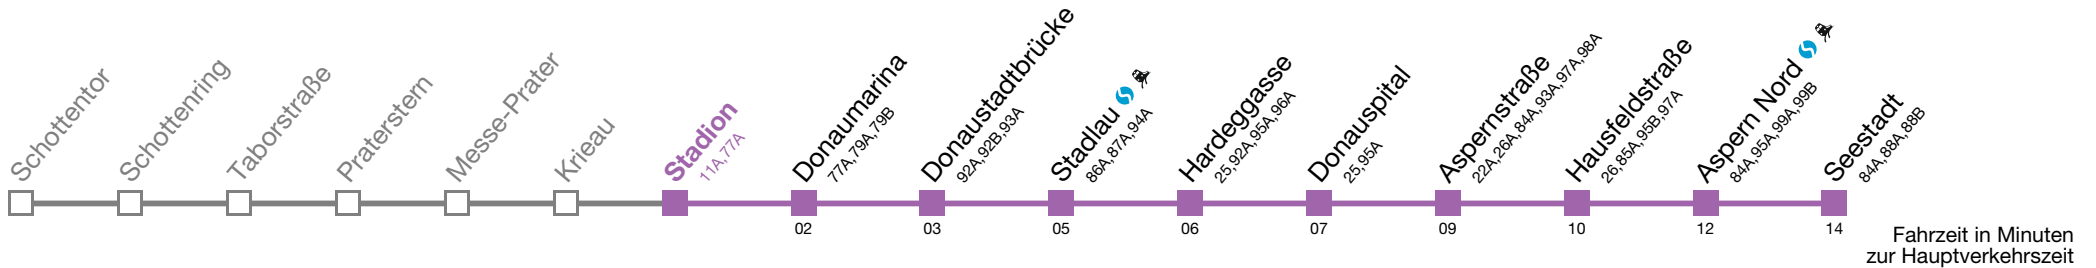 Schottentor
Schottenring
Taborstraße
Praterstern
Messe-Prater
Krieau
Stadion
11A,77A
Donaumarina
77A,79A,79B
Donaustadtbrücke
92A,92B,93A
Stadlau
86A,87A,94A
Hardeggasse
25,92A,95A,96A
Donauspital
25,95A
Aspernstraße
22A,26A,84A,93A,97A,98A
Hausfeldstraße
26,85A,95B,97A
Aspern Nord
84A,95A,99A,99B
Seestadt
84A,88A,88B
02
03
05
06
07
09
10
12
14
Fahrzeit in Minuten
zur Hauptverkehrszeit